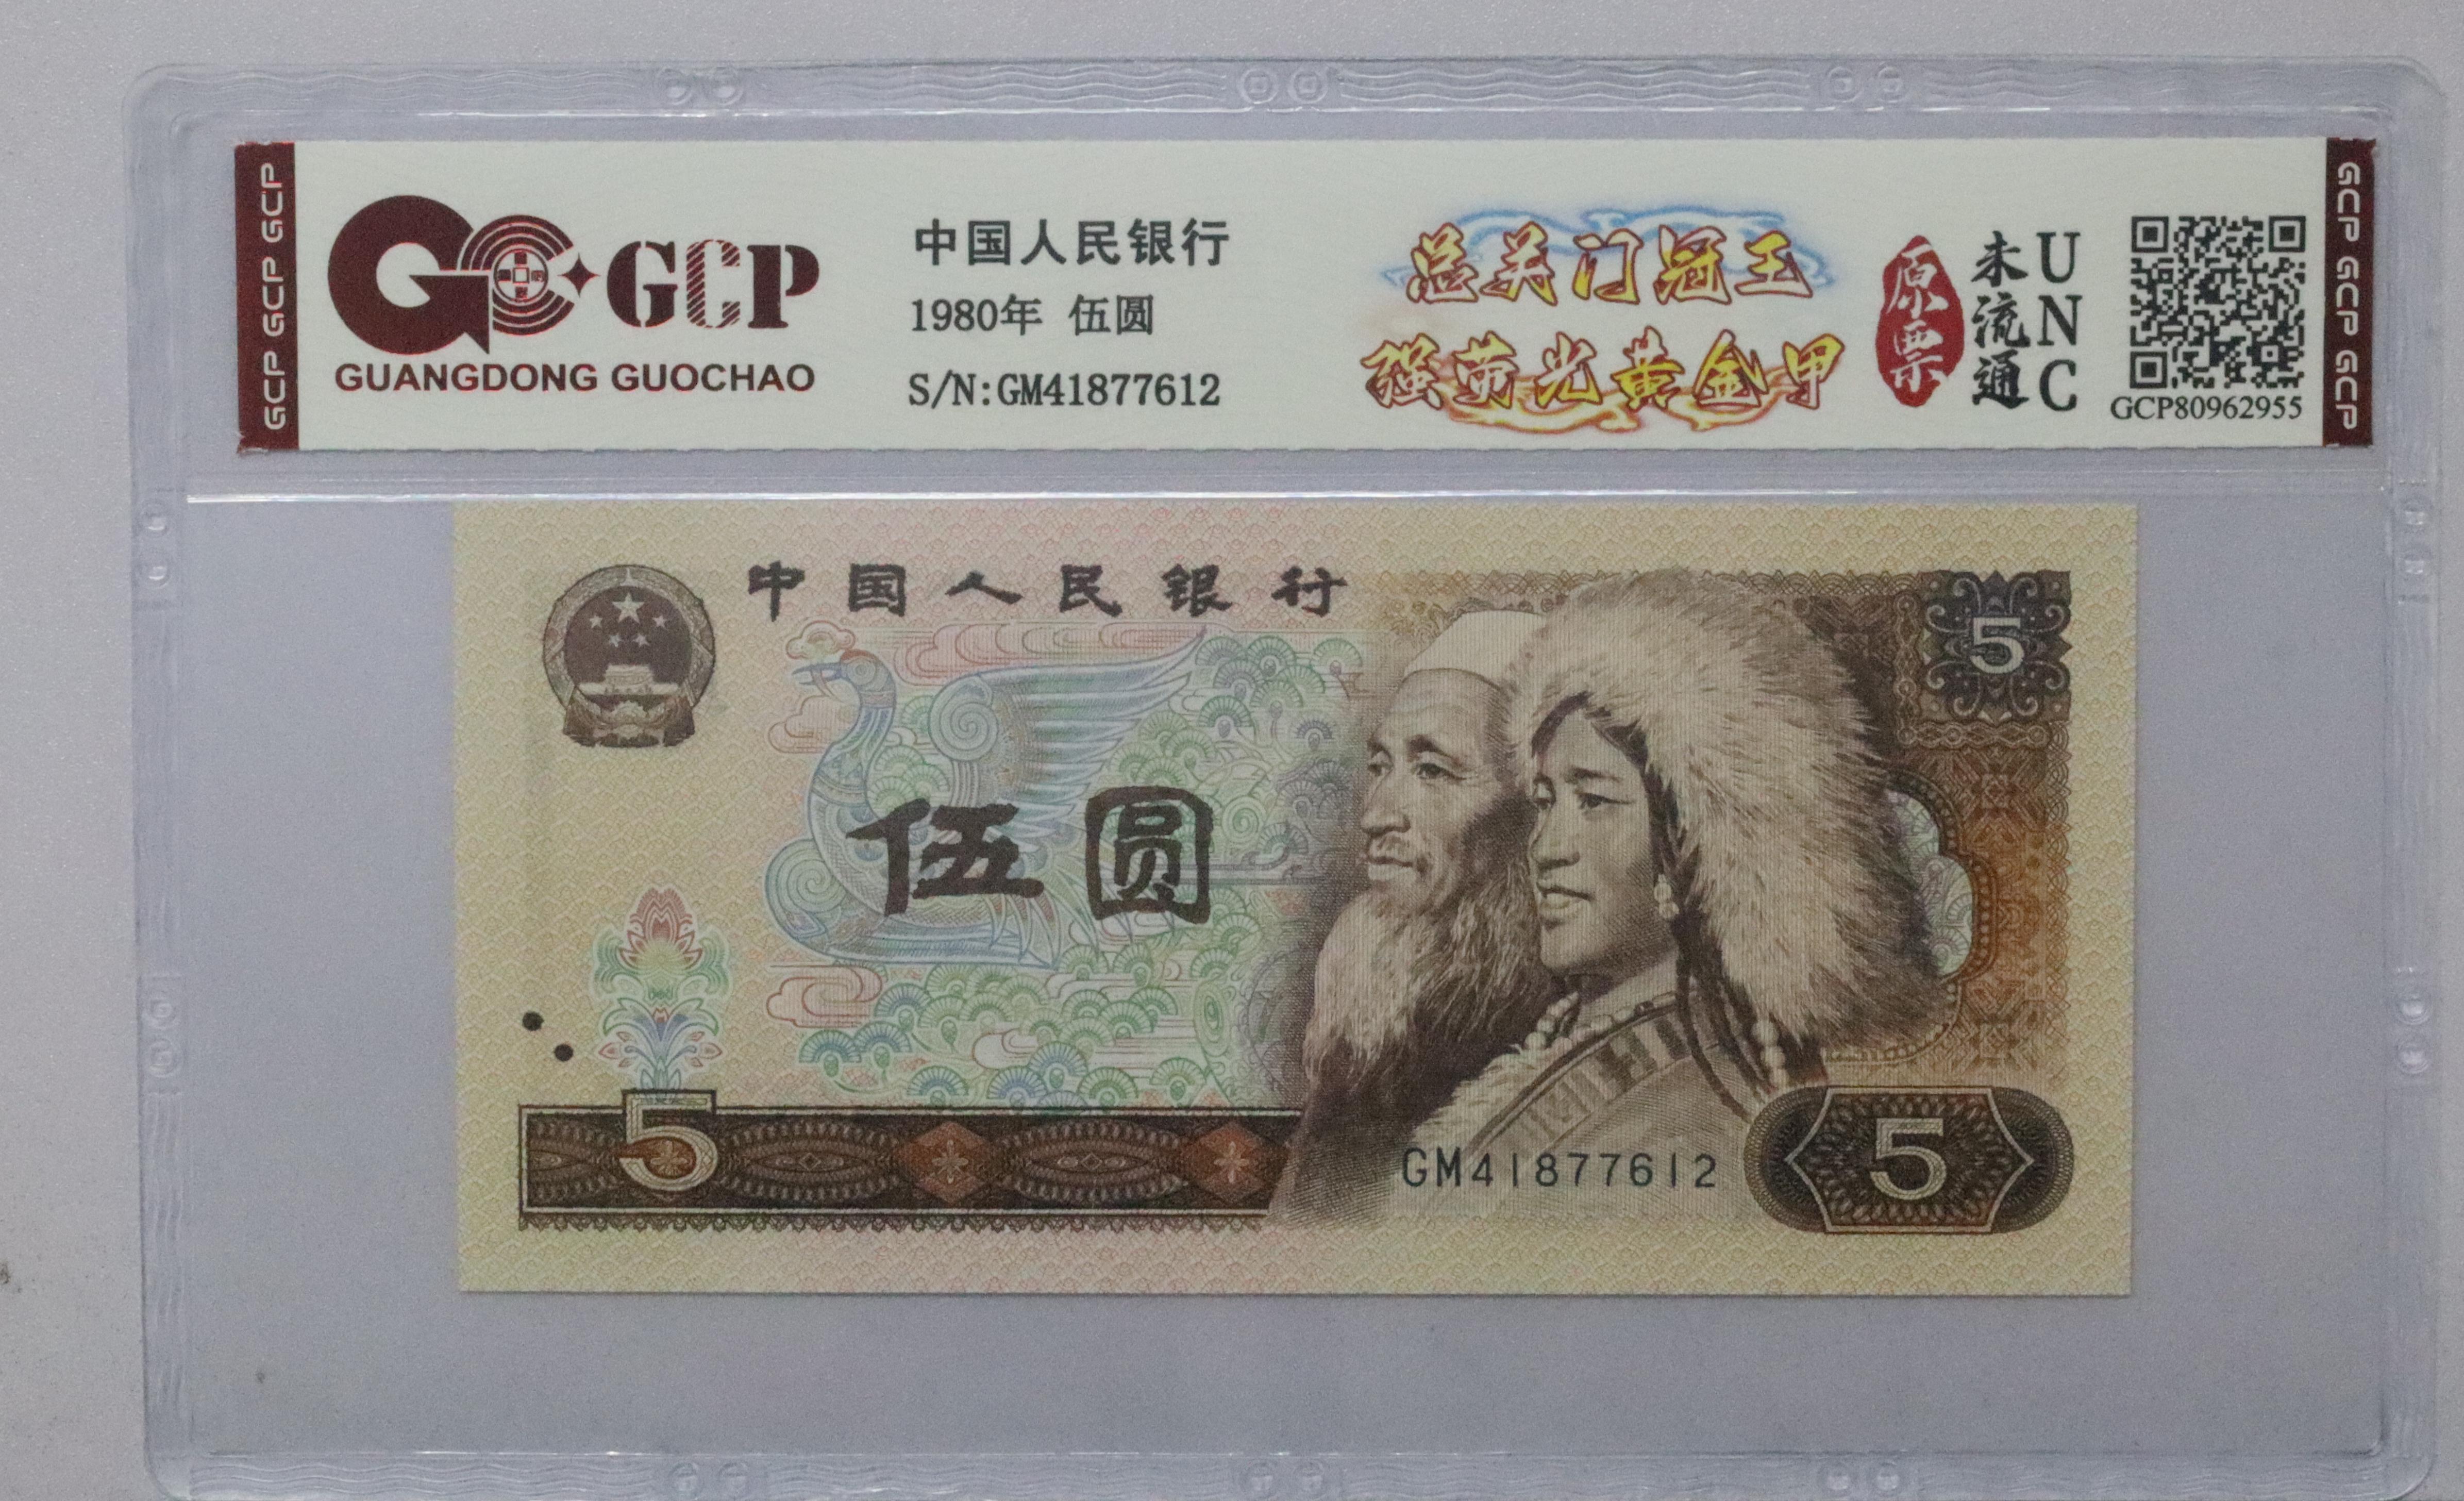 GCP GCP GCP
GCP
GUANGDONG GUOCHAO
中国人民银行
1980年 伍圆
S/N:GM41877612
总关门冠王
强荧光黄金甲
原票
未流通
UNC
GCP80962955
GCP GCP GCP
中国人民银行
5
伍圆
5
GM41877612
5